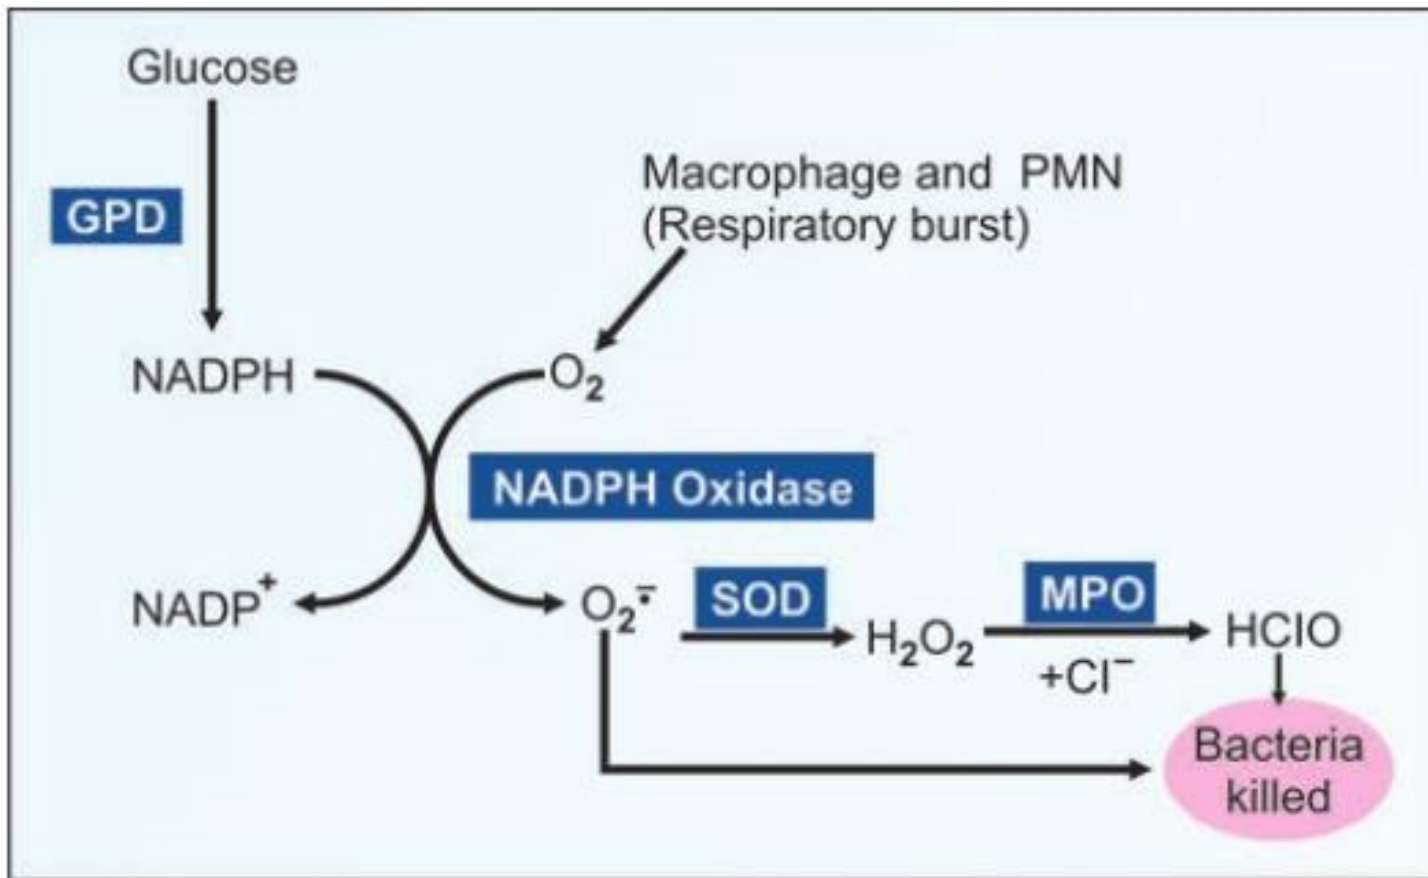 Glucose
GPD
Macrophage and PMN
(Respiratory burst)
NADPH
O₂
NADPH Oxidase
NADP⁺
O₂•̄
SOD
H₂O₂
MPO
+Cl⁻
HClO
Bacteria
killed